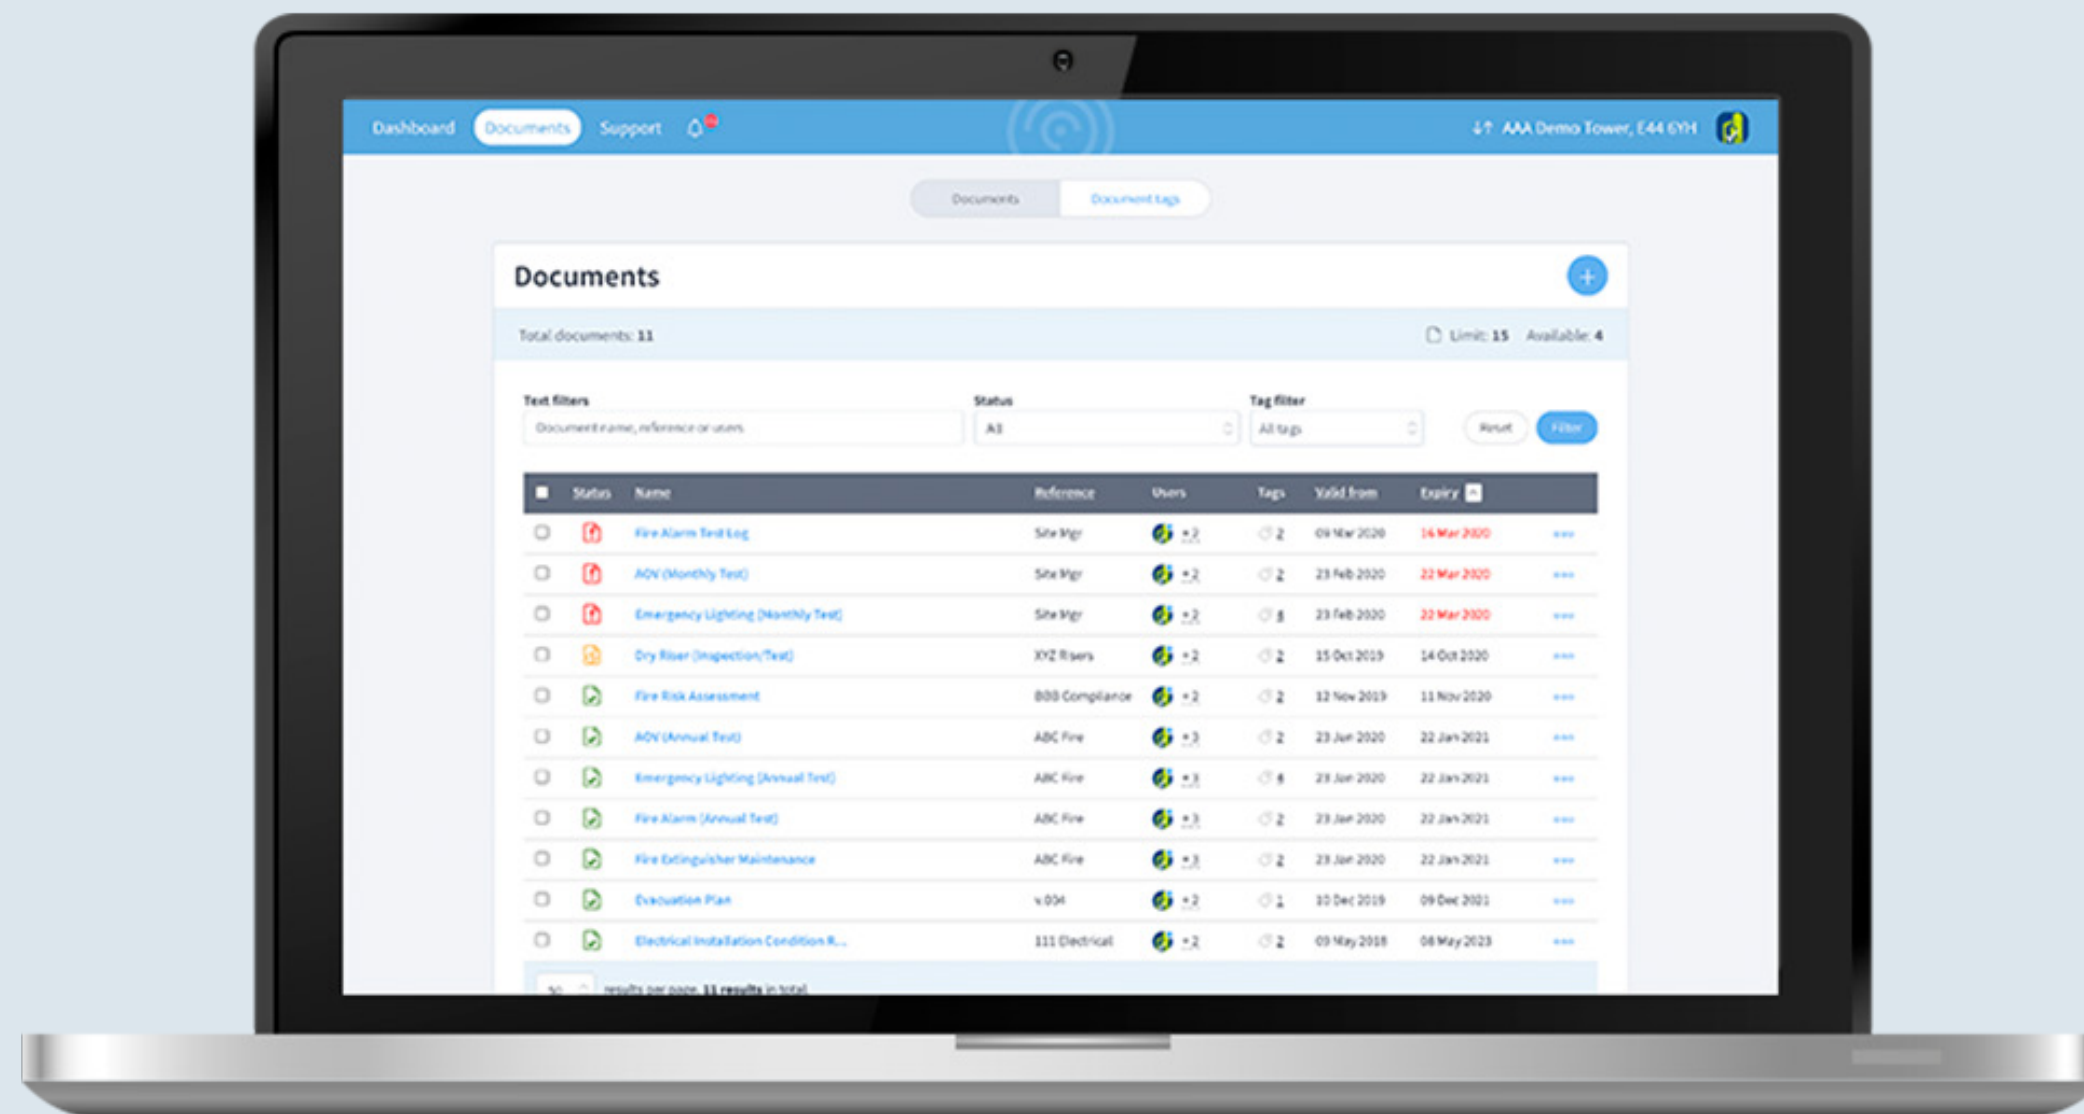 Dashboard Documents Support AAA Demo Tower, E44 6YH
Documents Document tags
Documents
Total documents: 11 Limit: 15 Available: 4
Text filters Status Tag filter
Document name, reference or users All All tags Reset Filter
Status Name Reference Users Tags Valid from Expiry
Fire Alarm Test Log Site Mgr +2 2 09 Mar 2020 16 Mar 2020
AOV (Monthly Test) Site Mgr +2 2 23 Feb 2020 22 Mar 2020
Emergency Lighting (Monthly Test) Site Mgr +2 23 Feb 2020 22 Mar 2020
Dry Riser (Inspection/Test) XYZ Risers +2 2 15 Oct 2019 14 Oct 2020
Fire Risk Assessment BBB Compliance +2 2 12 Nov 2019 11 Nov 2020
AOV (Annual Test) ABC Fire +3 2 23 Jan 2020 22 Jan 2021
Emergency Lighting (Annual Test) ABC Fire +3 23 Jan 2020 22 Jan 2021
Fire Alarm (Annual Test) ABC Fire +3 2 23 Jan 2020 22 Jan 2021
Fire Extinguisher Maintenance ABC Fire +3 2 23 Jan 2020 22 Jan 2021
Evacuation Plan v.004 +2 1 10 Dec 2019 09 Dec 2021
Electrical Installation Condition R... 111 Electrical +2 2 09 May 2018 08 May 2023
50 results per page, 11 results in total.